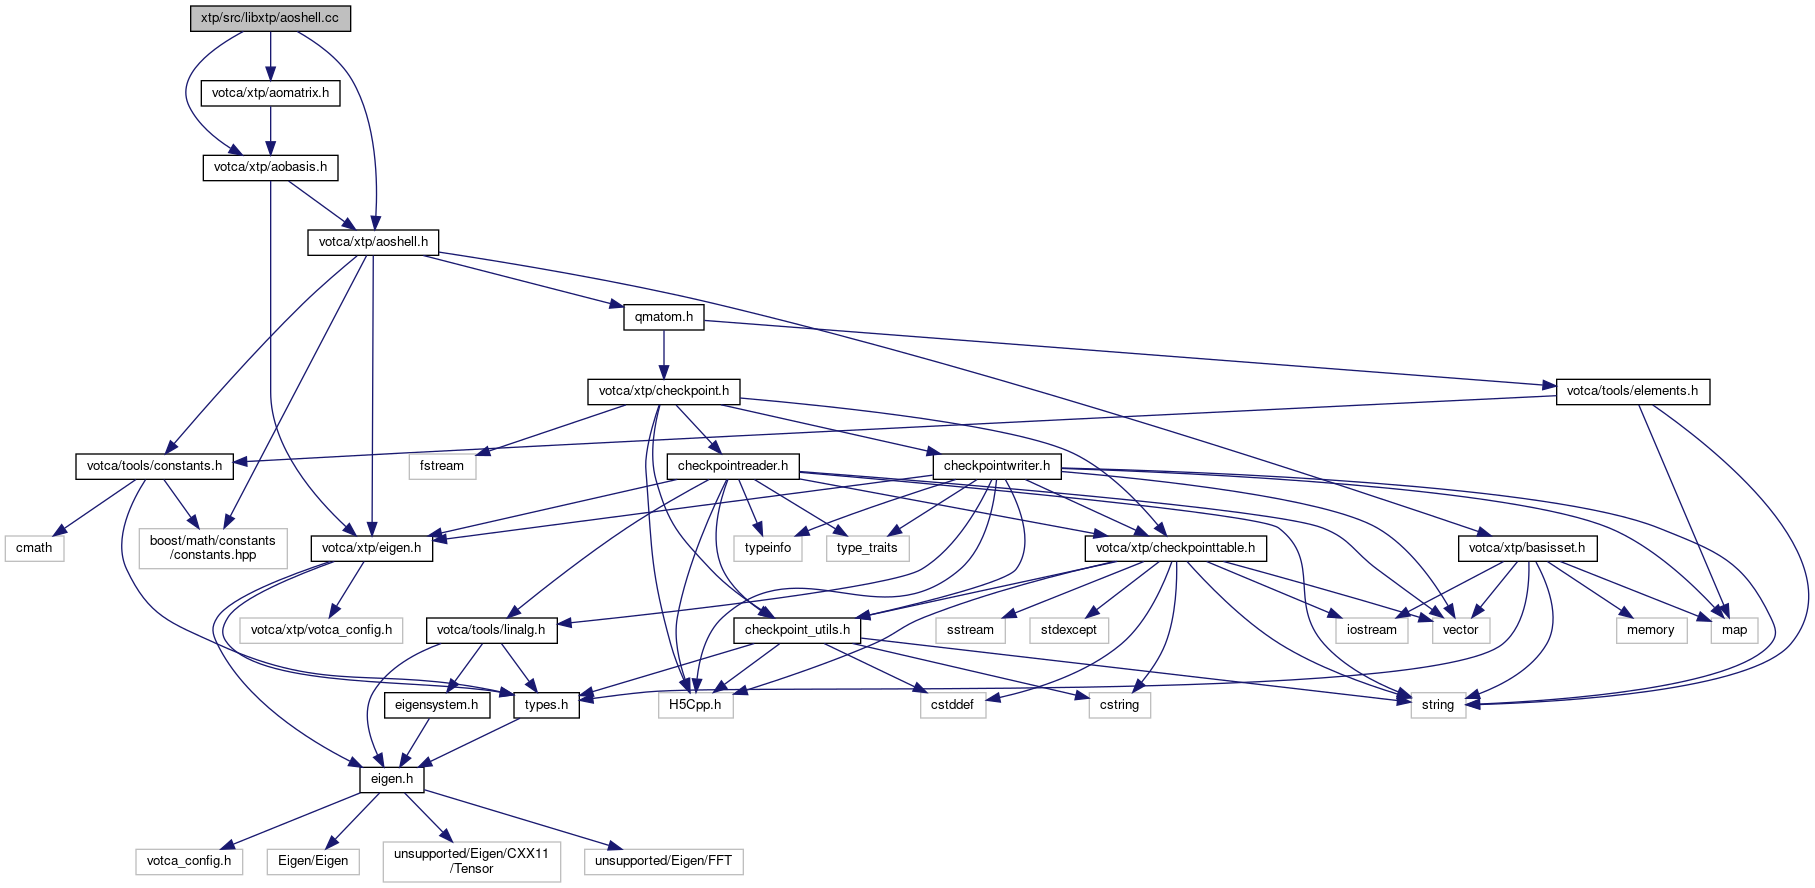 xtp/src/libxtp/aoshell.cc
votca/xtp/aomatrix.h
votca/xtp/aobasis.h
votca/xtp/aoshell.h
qmatom.h
votca/xtp/checkpoint.h
votca/tools/elements.h
votca/tools/constants.h
fstream
checkpointreader.h
checkpointwriter.h
cmath
boost/math/constants
/constants.hpp
votca/xtp/eigen.h
typeinfo
type_traits
votca/xtp/checkpointtable.h
votca/xtp/basisset.h
votca/xtp/votca_config.h
votca/tools/linalg.h
checkpoint_utils.h
sstream
stdexcept
iostream
vector
memory
map
eigensystem.h
types.h
H5Cpp.h
cstddef
cstring
string
eigen.h
votca_config.h
Eigen/Eigen
unsupported/Eigen/CXX11
/Tensor
unsupported/Eigen/FFT